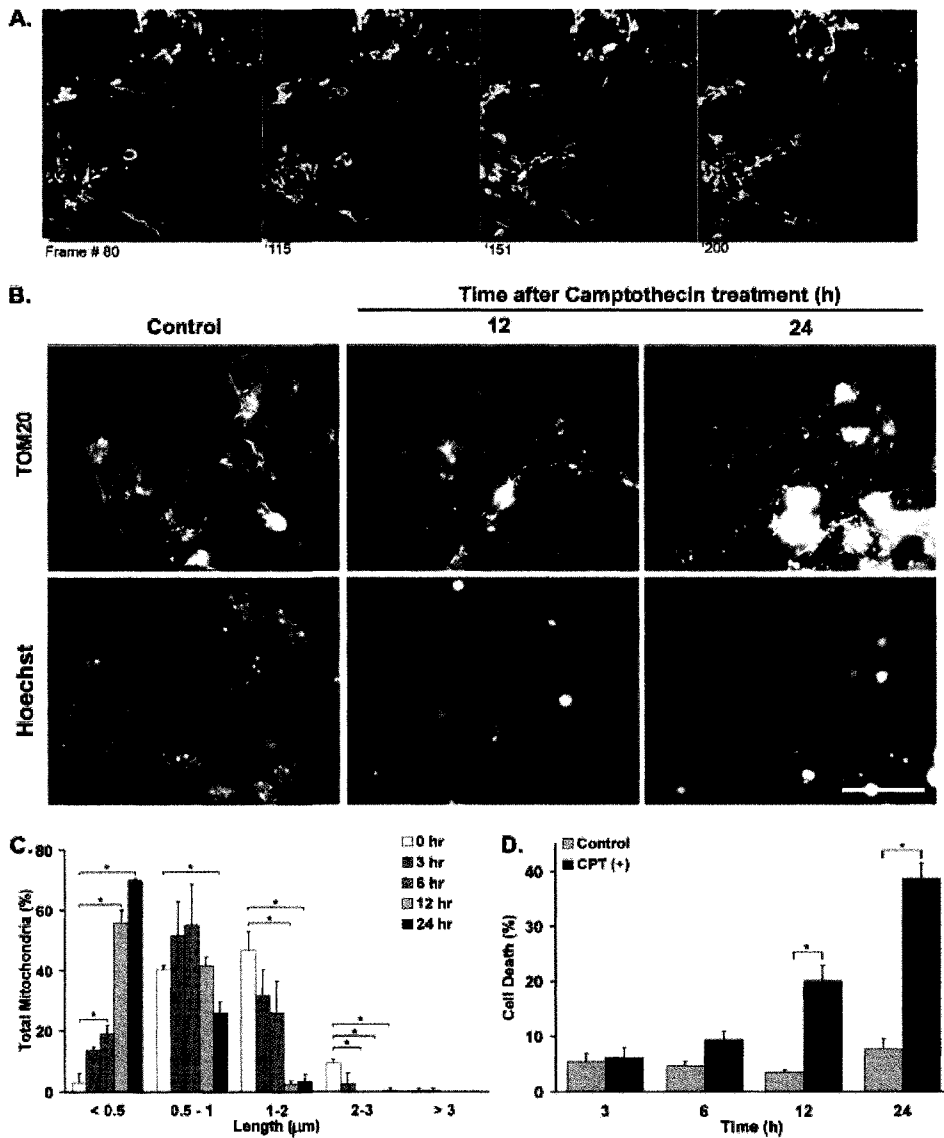 A.
Frame # 80 '115 '151 '200
B.
Time after Camptothecin treatment (h)
Control 12 24
TOM20
Hoechst
C.
80
60
40
20
0
Total Mitochondria (%)
0 hr
3 hr
6 hr
12 hr
24 hr
* * * * * * * * *
< 0.5 0.5 - 1 1-2 2-3 > 3
Length (μm)
D.
40
30
20
10
0
Cell Death (%)
Control
CPT (+)
* *
3 6 12 24
Time (h)